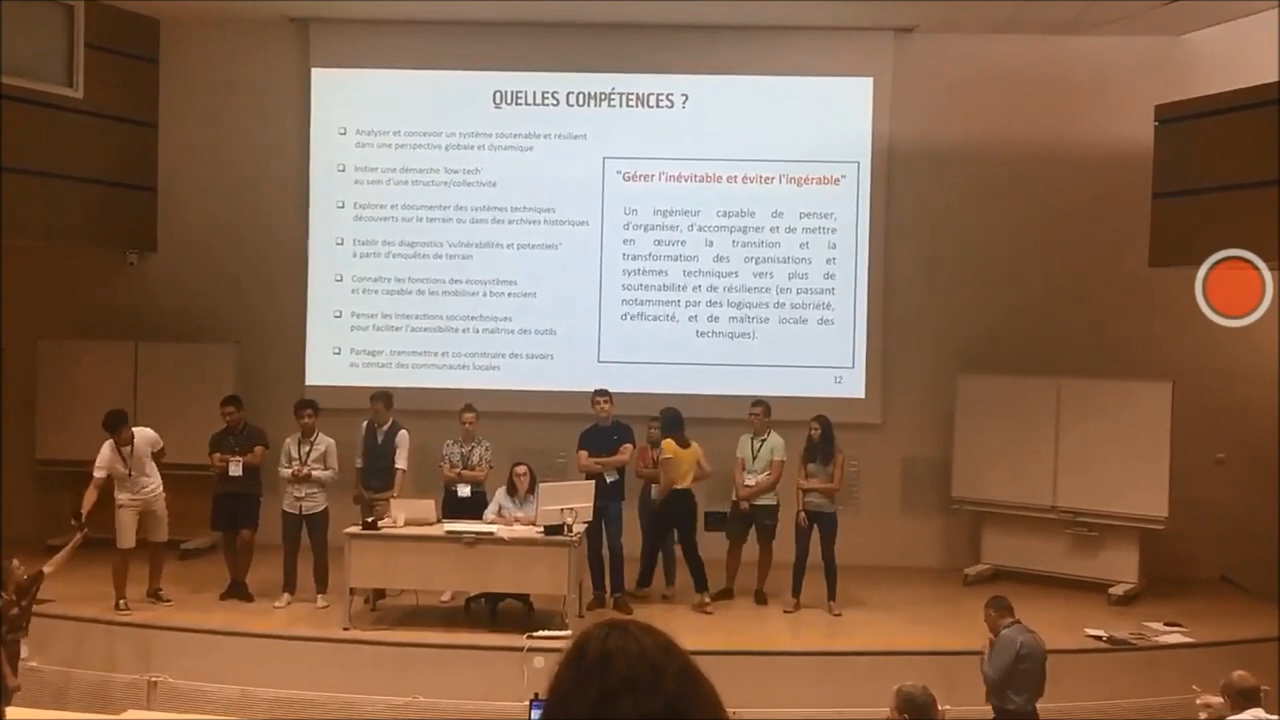 QUELLES COMPÉTENCES ?
Analyser et concevoir un système soutenable et résilient
dans une perspective globale et dynamique
Initier une démarche 'low-tech'
au sein d'une structure/collectivité
Explorer et documenter des systèmes techniques
découverts sur le terrain ou dans des archives historiques
Etablir des diagnostics "vulnérabilités et potentiels"
à partir d'enquêtes de terrain
Connaître les fonctions des écosystèmes
et être capable de les mobiliser à bon escient
Penser les interactions sociotechniques
pour faciliter l'accessibilité et la maîtrise des outils
Partager, transmettre et co-construire des savoirs
au contact des communautés locales
"Gérer l'inévitable et éviter l'ingérable"
Un ingénieur capable de penser,
d'organiser, d'accompagner et de mettre
en œuvre la transition et la
transformation des organisations et
systèmes techniques vers plus de
soutenabilité et de résilience (en passant
notamment par des logiques de sobriété,
d'efficacité, et de maîtrise locale des
techniques).
12